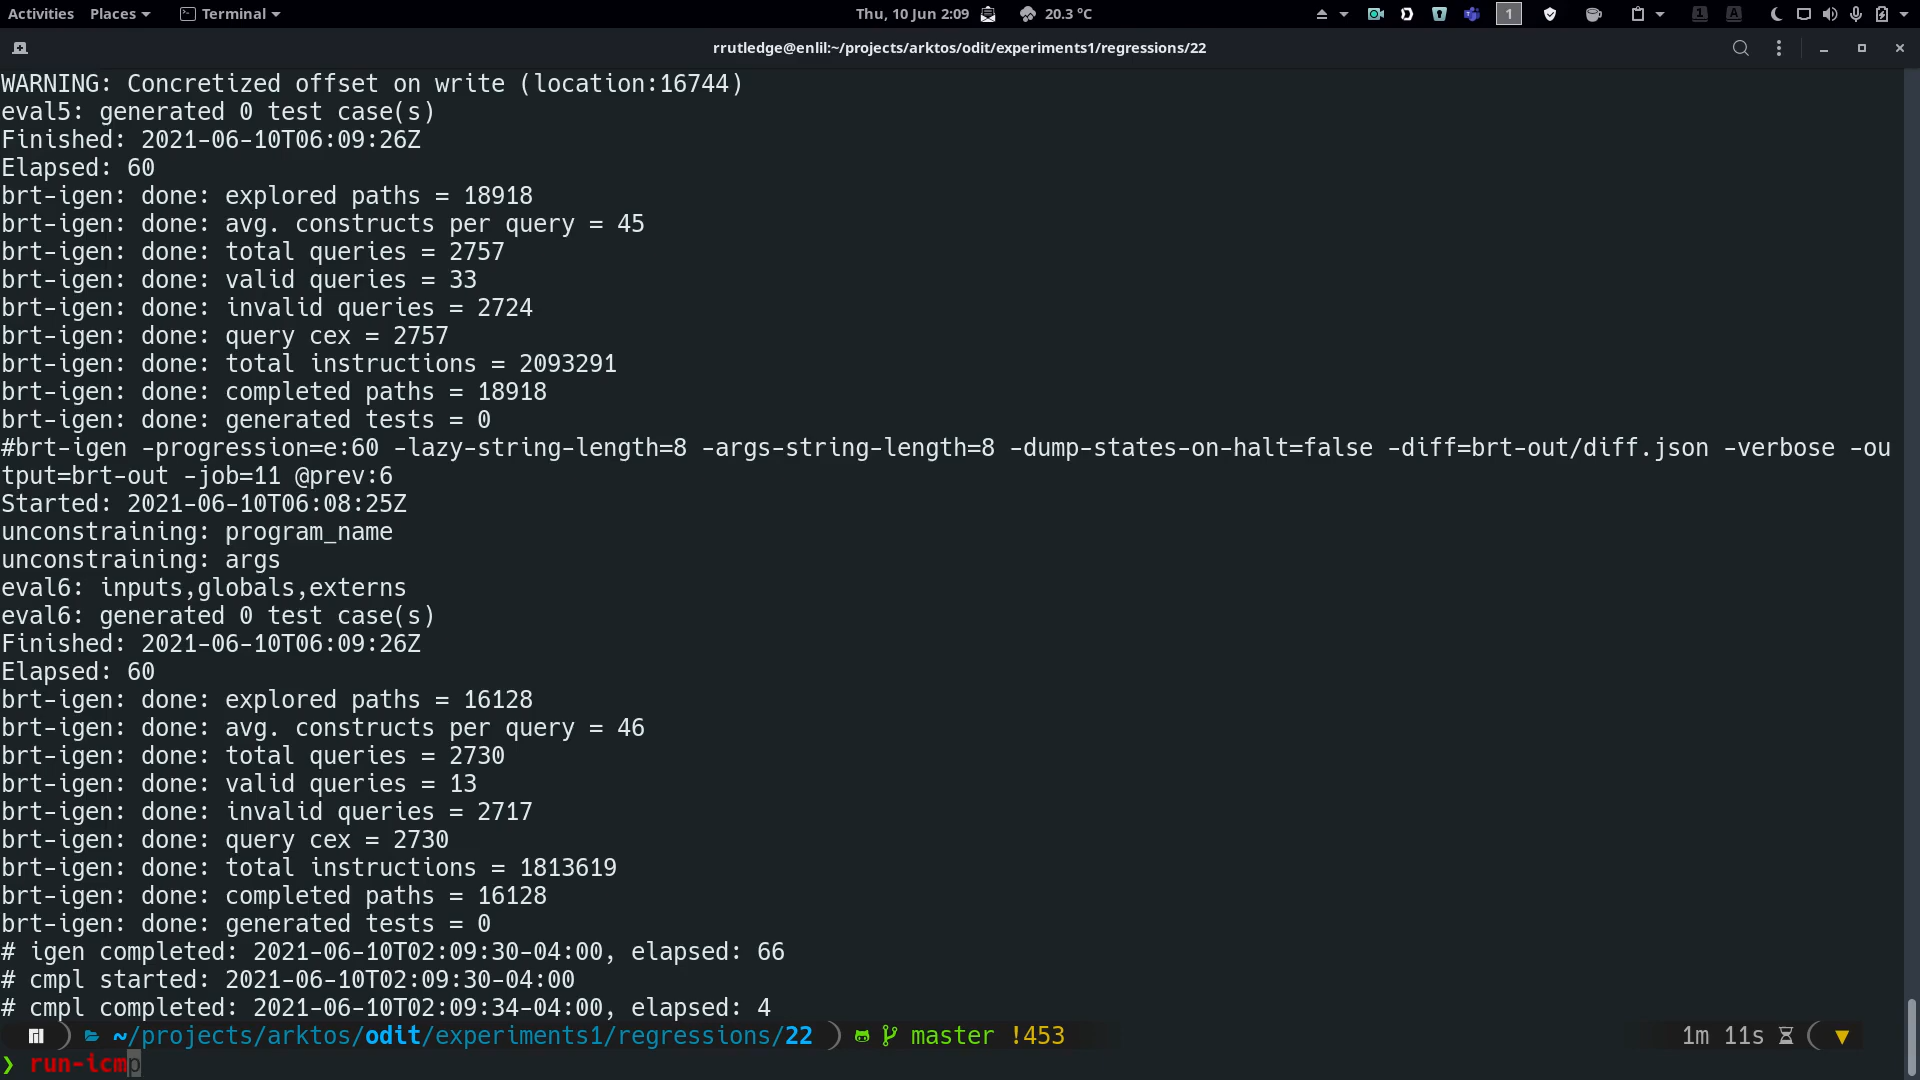 Activities Places Terminal Thu, 10 Jun 2:09 20.3 °C 1 1 A
rrutledge@enlil:~/projects/arktos/odit/experiments1/regressions/22
WARNING: Concretized offset on write (location:16744)
eval5: generated 0 test case(s)
Finished: 2021-06-10T06:09:26Z
Elapsed: 60
brt-igen: done: explored paths = 18918
brt-igen: done: avg. constructs per query = 45
brt-igen: done: total queries = 2757
brt-igen: done: valid queries = 33
brt-igen: done: invalid queries = 2724
brt-igen: done: query cex = 2757
brt-igen: done: total instructions = 2093291
brt-igen: done: completed paths = 18918
brt-igen: done: generated tests = 0
#brt-igen -progression=e:60 -lazy-string-length=8 -args-string-length=8 -dump-states-on-halt=false -diff=brt-out/diff.json -verbose -ou
tput=brt-out -job=11 @prev:6
Started: 2021-06-10T06:08:25Z
unconstraining: program_name
unconstraining: args
eval6: inputs,globals,externs
eval6: generated 0 test case(s)
Finished: 2021-06-10T06:09:26Z
Elapsed: 60
brt-igen: done: explored paths = 16128
brt-igen: done: avg. constructs per query = 46
brt-igen: done: total queries = 2730
brt-igen: done: valid queries = 13
brt-igen: done: invalid queries = 2717
brt-igen: done: query cex = 2730
brt-igen: done: total instructions = 1813619
brt-igen: done: completed paths = 16128
brt-igen: done: generated tests = 0
# igen completed: 2021-06-10T02:09:30-04:00, elapsed: 66
# cmpl started: 2021-06-10T02:09:30-04:00
# cmpl completed: 2021-06-10T02:09:34-04:00, elapsed: 4
~/projects/arktos/odit/experiments1/regressions/22 master !453 1m 11s
❯ run-icmp